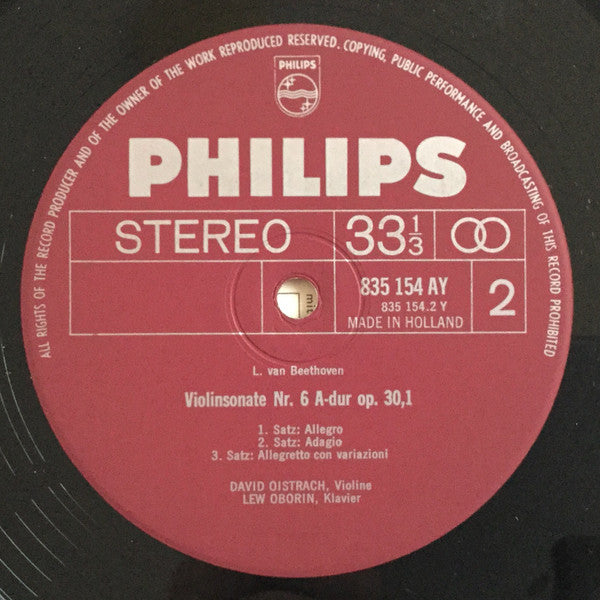 ALL RIGHTS OF THE RECORD PRODUCER AND OF THE OWNER OF THE WORK REPRODUCED RESERVED. COPYING, PUBLIC PERFORMANCE AND BROADCASTING OF THIS RECORD PROHIBITED
PHILIPS
PHILIPS
STEREO
33 1/3
835 154 AY
835 154.2 Y
MADE IN HOLLAND
2
mit
L. van Beethoven
Violinsonate Nr. 6 A-dur op. 30,1
1. Satz: Allegro
2. Satz: Adagio
3. Satz: Allegretto con variazioni
DAVID OISTRACH, Violine
LEW OBORIN, Klavier